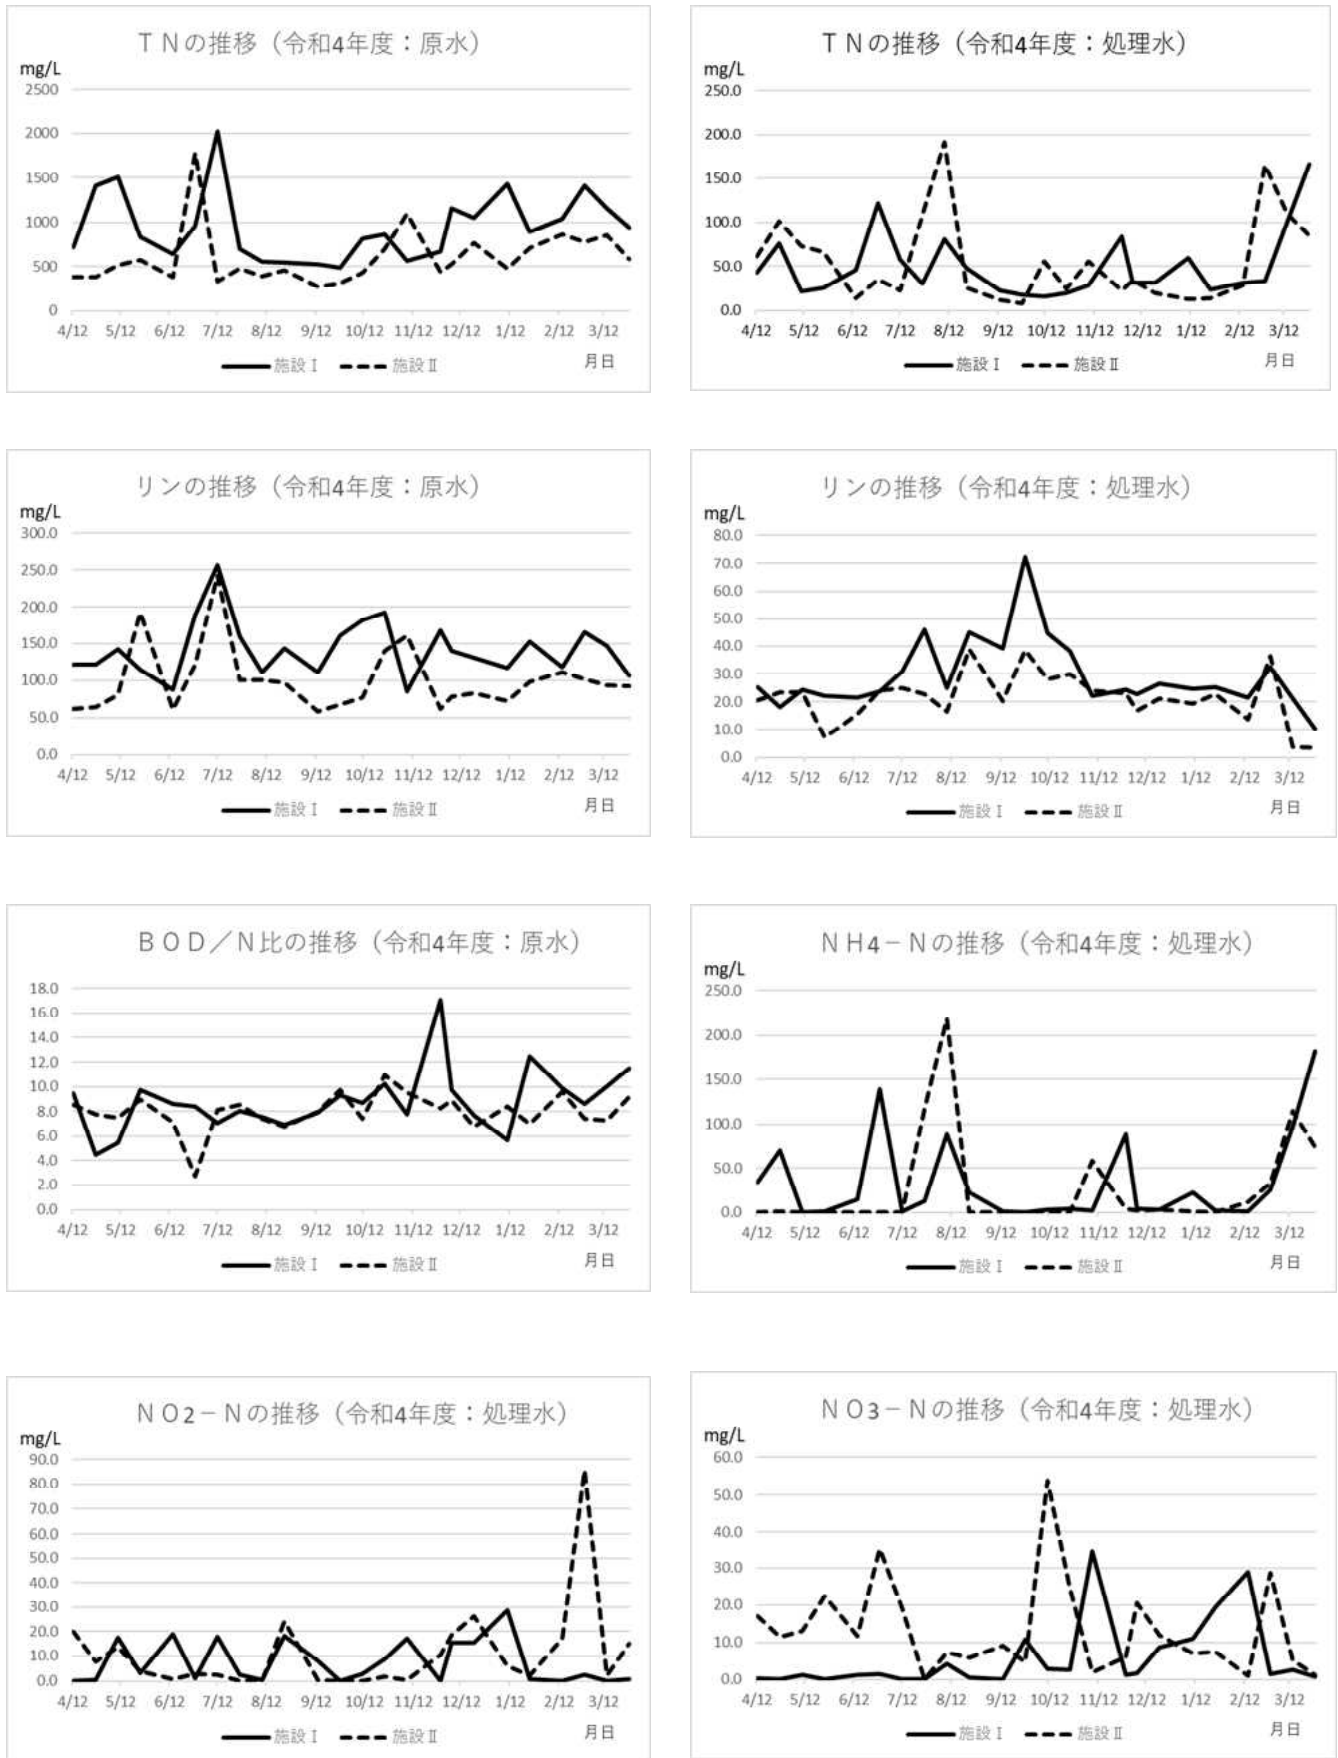 ＴＮの推移（令和4年度：原水）
mg/L
2500
2000
1500
1000
500
0
4/12 5/12 6/12 7/12 8/12 9/12 10/12 11/12 12/12 1/12 2/12 3/12
施設Ⅰ 施設Ⅱ 月日
ＴＮの推移（令和4年度：処理水）
mg/L
250.0
200.0
150.0
100.0
50.0
0.0
4/12 5/12 6/12 7/12 8/12 9/12 10/12 11/12 12/12 1/12 2/12 3/12
施設Ⅰ 施設Ⅱ 月日
リンの推移（令和4年度：原水）
mg/L
300.0
250.0
200.0
150.0
100.0
50.0
0.0
4/12 5/12 6/12 7/12 8/12 9/12 10/12 11/12 12/12 1/12 2/12 3/12
施設Ⅰ 施設Ⅱ 月日
リンの推移（令和4年度：処理水）
mg/L
80.0
70.0
60.0
50.0
40.0
30.0
20.0
10.0
0.0
4/12 5/12 6/12 7/12 8/12 9/12 10/12 11/12 12/12 1/12 2/12 3/12
施設Ⅰ 施設Ⅱ 月日
ＢＯＤ／Ｎ比の推移（令和4年度：原水）
18.0
16.0
14.0
12.0
10.0
8.0
6.0
4.0
2.0
0.0
4/12 5/12 6/12 7/12 8/12 9/12 10/12 11/12 12/12 1/12 2/12 3/12
施設Ⅰ 施設Ⅱ 月日
ＮＨ4－Ｎの推移（令和4年度：処理水）
mg/L
250.0
200.0
150.0
100.0
50.0
0.0
4/12 5/12 6/12 7/12 8/12 9/12 10/12 11/12 12/12 1/12 2/12 3/12
施設Ⅰ 施設Ⅱ 月日
ＮＯ2－Ｎの推移（令和4年度：処理水）
mg/L
90.0
80.0
70.0
60.0
50.0
40.0
30.0
20.0
10.0
0.0
4/12 5/12 6/12 7/12 8/12 9/12 10/12 11/12 12/12 1/12 2/12 3/12
施設Ⅰ 施設Ⅱ 月日
ＮＯ3－Ｎの推移（令和4年度：処理水）
mg/L
60.0
50.0
40.0
30.0
20.0
10.0
0.0
4/12 5/12 6/12 7/12 8/12 9/12 10/12 11/12 12/12 1/12 2/12 3/12
施設Ⅰ 施設Ⅱ 月日